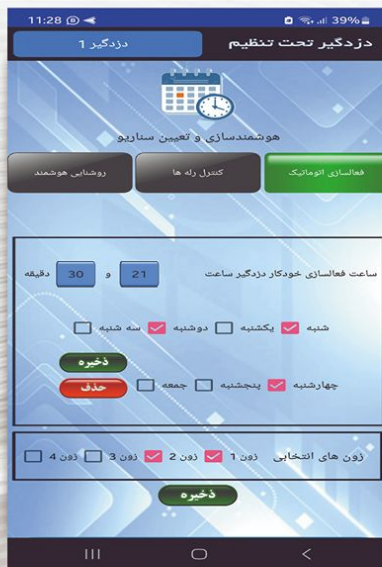 11:28 39%
دزدگیر تحت تنظیم دزدگیر 1
هوشمندسازی و تعیین سناریو
فعالسازی اتوماتیک کنترل رله ها روشنایی هوشمند
ساعت فعالسازی خودکار دزدگیر ساعت 21 و 30 دقیقه
شنبه یکشنبه دوشنبه سه شنبه
ذخیره
چهارشنبه پنجشنبه جمعه حذف
زون های انتخابی زون 1 زون 2 زون 3 زون 4
ذخیره